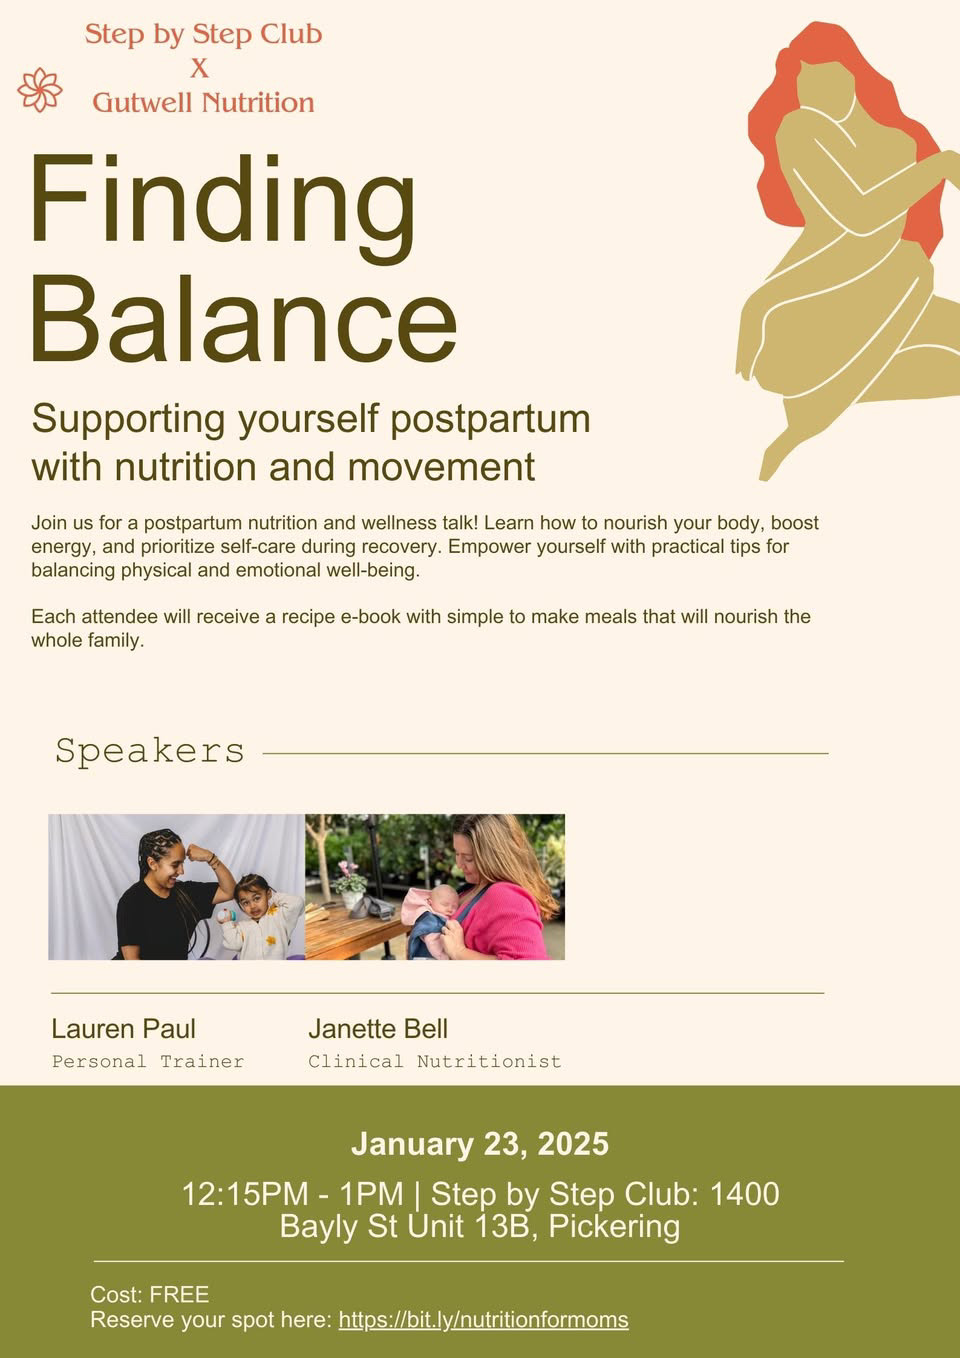 Step by Step Club
X
Gutwell Nutrition
Finding
Balance
Supporting yourself postpartum
with nutrition and movement
Join us for a postpartum nutrition and wellness talk! Learn how to nourish your body, boost
energy, and prioritize self-care during recovery. Empower yourself with practical tips for
balancing physical and emotional well-being.
Each attendee will receive a recipe e-book with simple to make meals that will nourish the
whole family.
Speakers
Lauren Paul
Personal Trainer
Janette Bell
Clinical Nutritionist
January 23, 2025
12:15PM - 1PM | Step by Step Club: 1400
Bayly St Unit 13B, Pickering
Cost: FREE
Reserve your spot here: https://bit.ly/nutritionformoms